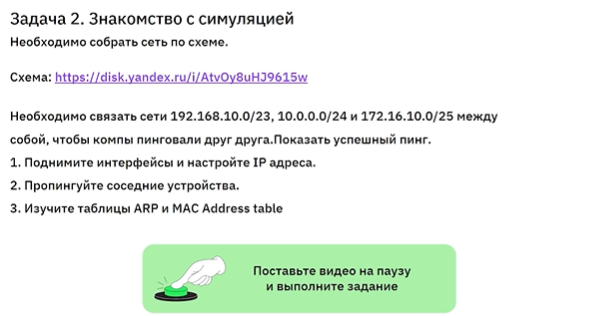 Задача 2. Знакомство с симуляцией
Необходимо собрать сеть по схеме.
Схема: https://disk.yandex.ru/i/AtvOy8uHJ9615w
Необходимо связать сети 192.168.10.0/23, 10.0.0.0/24 и 172.16.10.0/25 между
собой, чтобы компы пинговали друг друга.Показать успешный пинг.
1. Поднимите интерфейсы и настройте IP адреса.
2. Пропингуйте соседние устройства.
3. Изучите таблицы ARP и MAC Address table
Поставьте видео на паузу
и выполните задание